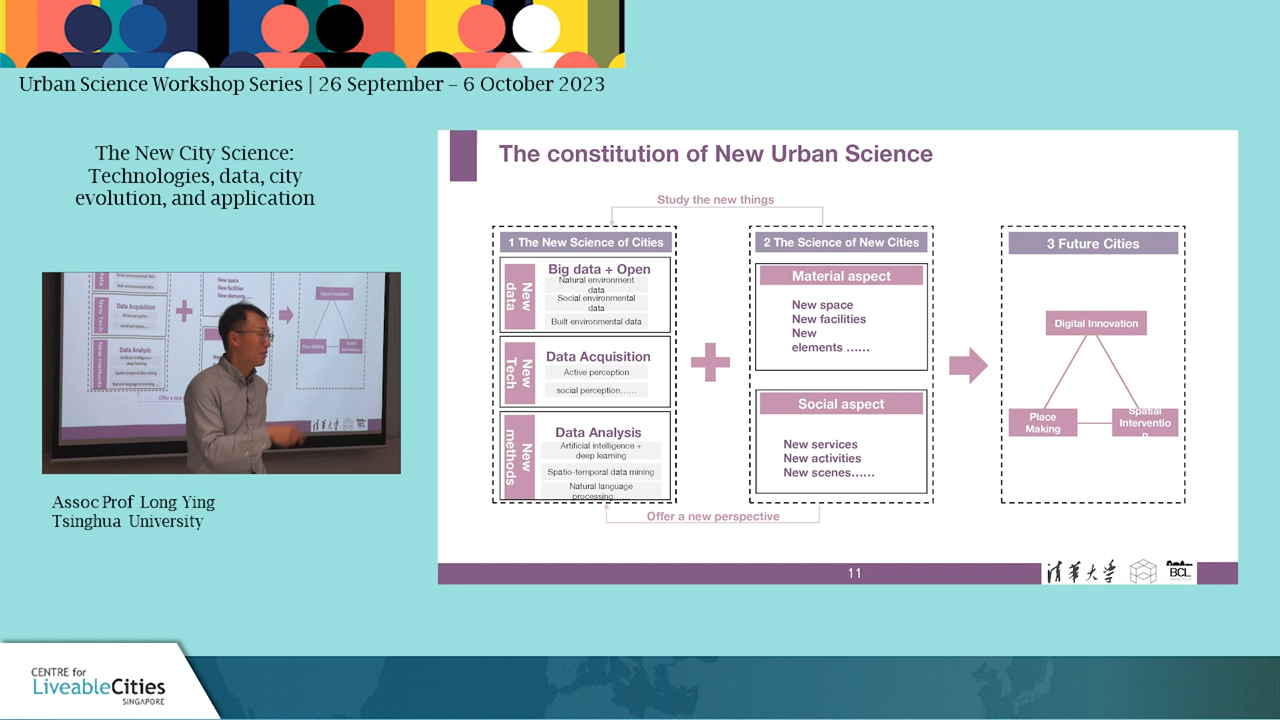 Urban Science Workshop Series | 26 September – 6 October 2023
The New City Science:
Technologies, data, city
evolution, and application
Assoc Prof Long Ying
Tsinghua University
The constitution of New Urban Science
Study the new things
1 The New Science of Cities
New
data
Big data + Open
Natural environment
data
Social environmental
data
Built environmental data
New
Tech
Data Acquisition
Active perception
social perception……
New
methods
Data Analysis
Artificial intelligence +
deep learning
Spatio-temporal data mining
Natural language
processing……
2 The Science of New Cities
Material aspect
New space
New facilities
New
elements ……
Social aspect
New services
New activities
New scenes……
Offer a new perspective
3 Future Cities
Digital Innovation
Place
Making
Spatial
Interventio
n
11
清華大学
BCL
CENTRE for
LiveableCities
SINGAPORE